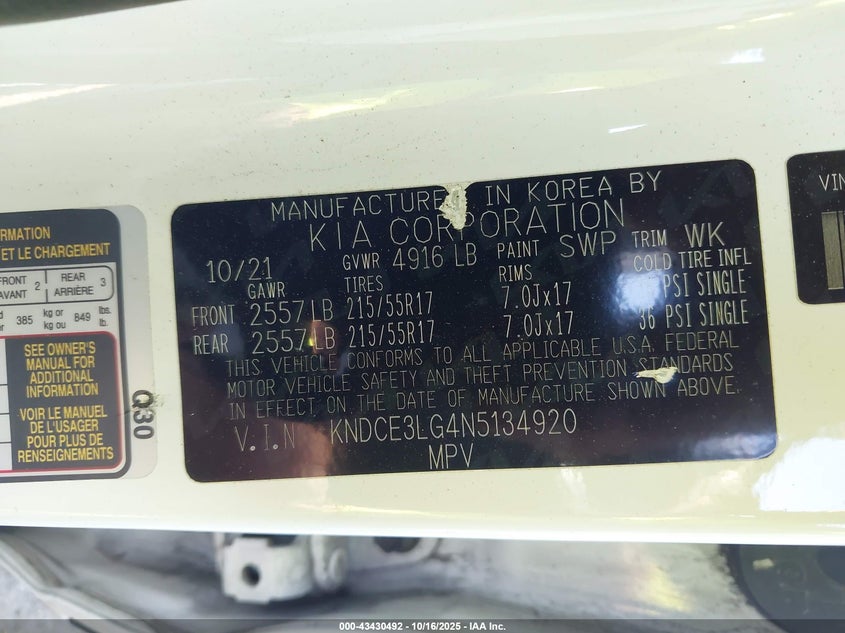 RMATION
ET LE CHARGEMENT
FRONT AVANT 2 REAR ARRIÈRE 3
385 kg or kg ou 849 lbs. lb.
SEE OWNER'S
MANUAL FOR
ADDITIONAL
INFORMATION
VOIR LE MANUEL
DE L'USAGER
POUR PLUS DE
RENSEIGNEMENTS
Q30
MANUFACTURE IN KOREA BY
KIA CORPORATION
10/21 GVWR 4916 LB PAINT SWP TRIM WK
GAWR TIRES RIMS COLD TIRE INFL
FRONT 2557 LB 215/55R17 7.0Jx17 PSI SINGLE
REAR 2557 LB 215/55R17 7.0Jx17 36 PSI SINGLE
THIS VEHICLE CONFORMS TO ALL APPLICABLE U.S.A. FEDERAL
MOTOR VEHICLE SAFETY AND THEFT PREVENTION STANDARDS
IN EFFECT ON THE DATE OF MANUFACTURE SHOWN ABOVE.
V.I.N KNDCE3LG4N5134920
MPV
VIN
000-43430492 - 10/16/2025 - IAA Inc.